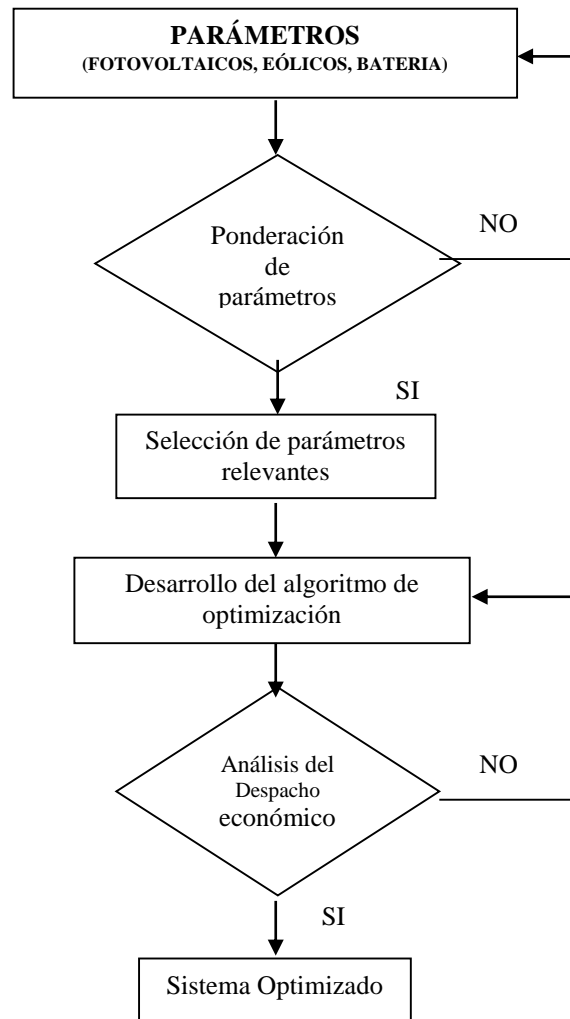 PARÁMETROS
(FOTOVOLTAICOS, EÓLICOS, BATERIA)
Ponderación
de
parámetros
NO
SI
Selección de parámetros
relevantes
Desarrollo del algoritmo de
optimización
Análisis del
Despacho
económico
NO
SI
Sistema Optimizado